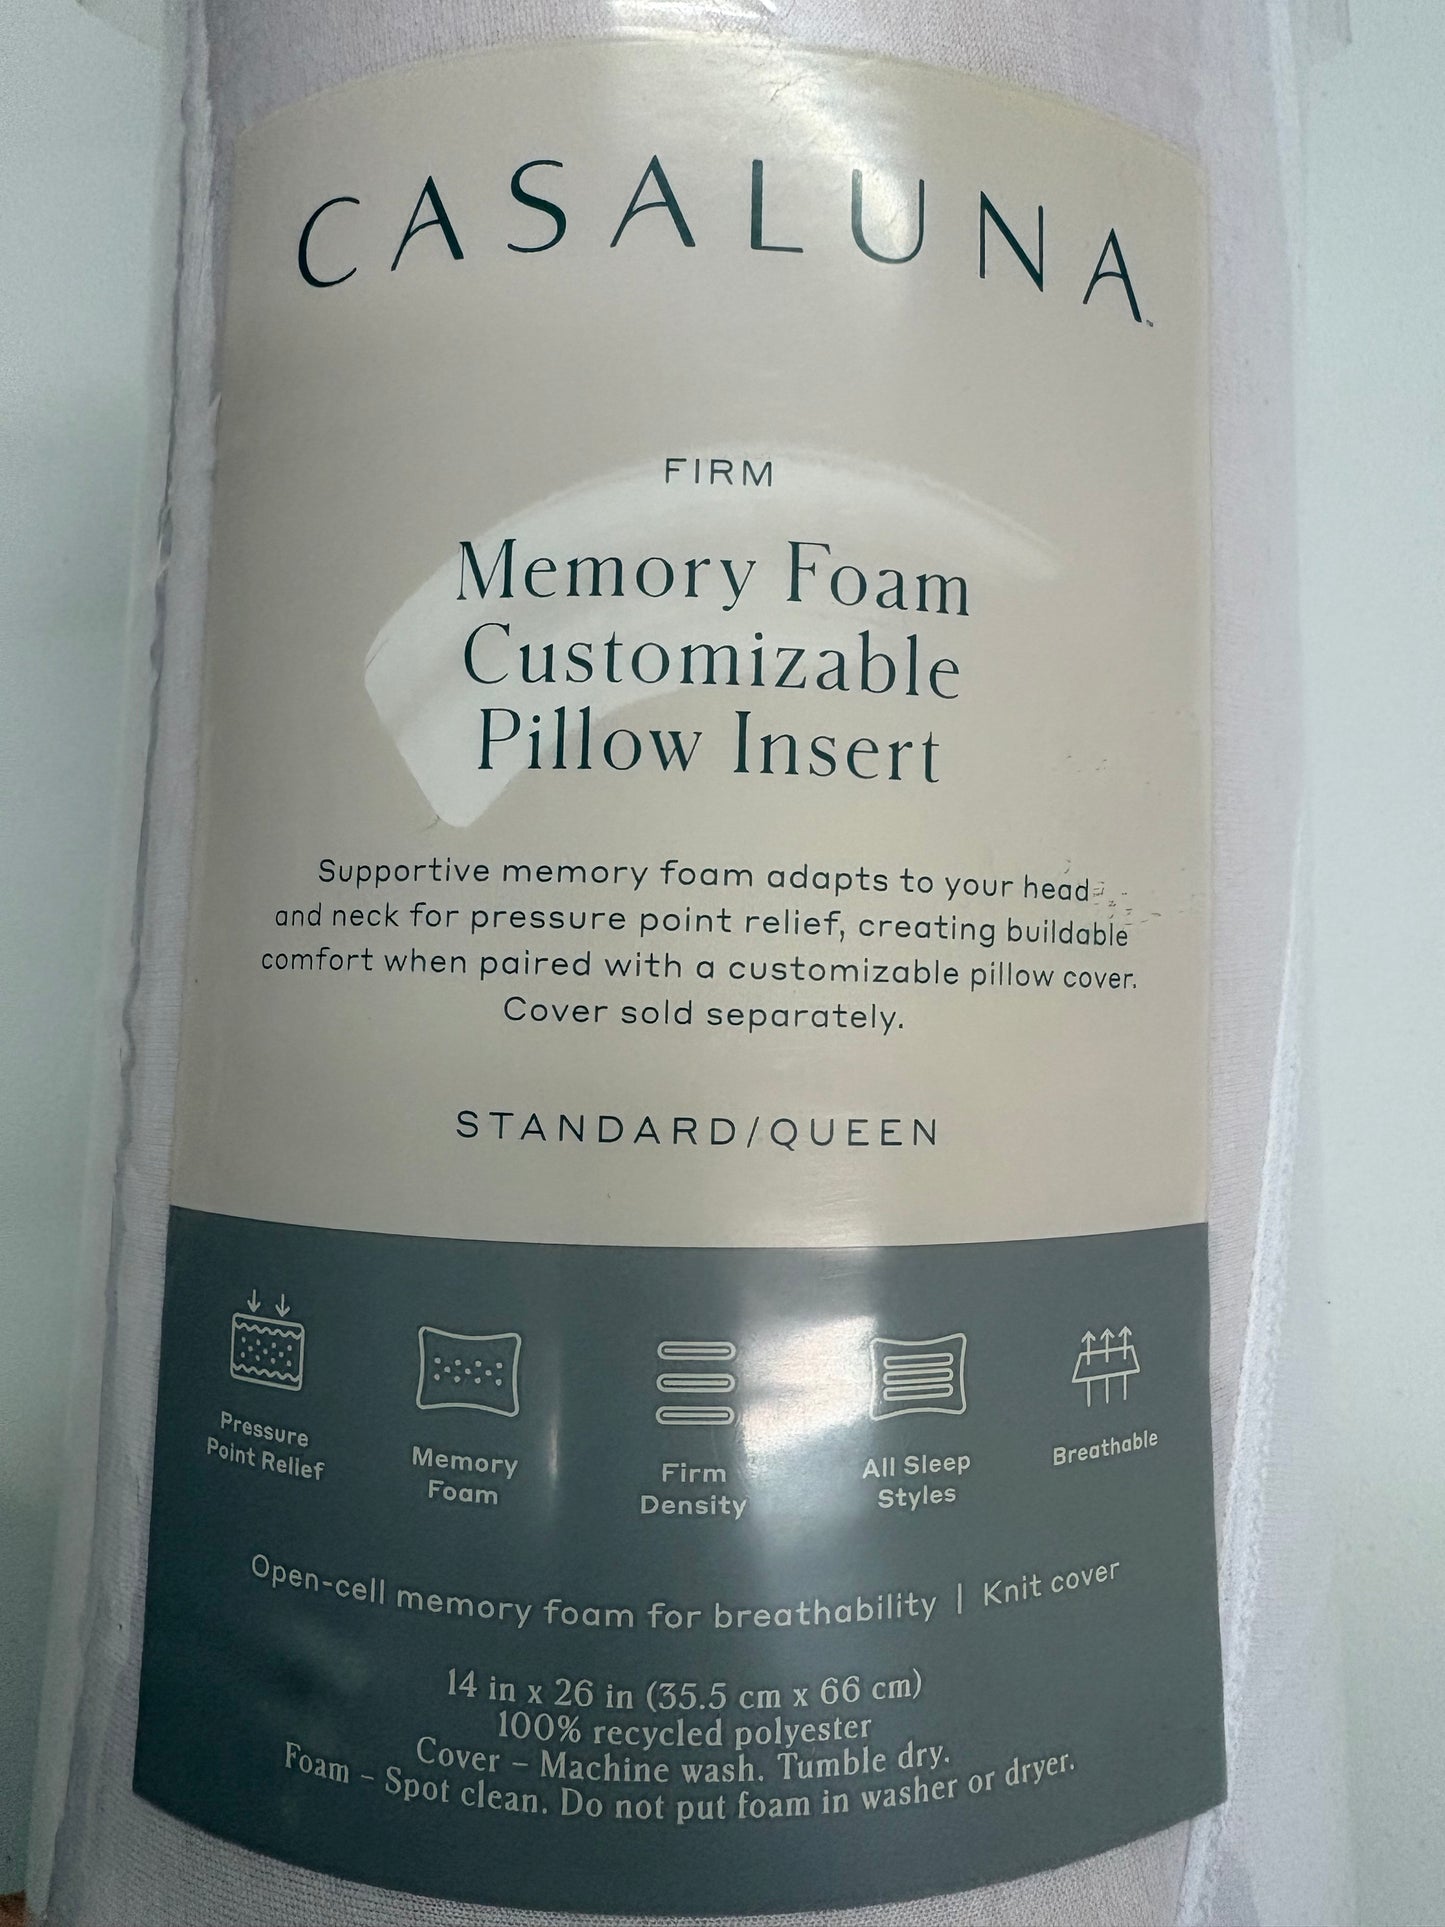 CASALUNA™
FIRM
Memory Foam
Customizable
Pillow Insert
Supportive memory foam adapts to your head
and neck for pressure point relief, creating buildable
comfort when paired with a customizable pillow cover.
Cover sold separately.
STANDARD/QUEEN
Pressure
Point Relief
Memory
Foam
Firm
Density
All Sleep
Styles
Breathable
Open-cell memory foam for breathability | Knit cover
14 in x 26 in (35.5 cm x 66 cm)
100% recycled polyester
Cover – Machine wash. Tumble dry.
Foam – Spot clean. Do not put foam in washer or dryer.